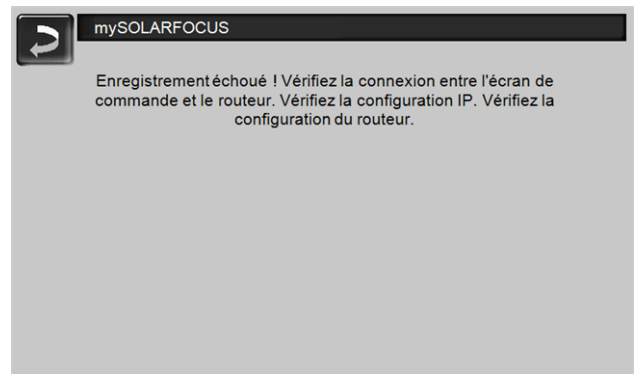 mySOLARFOCUS
Enregistrement échoué ! Vérifiez la connexion entre l'écran de
commande et le routeur. Vérifiez la configuration IP. Vérifiez la
configuration du routeur.